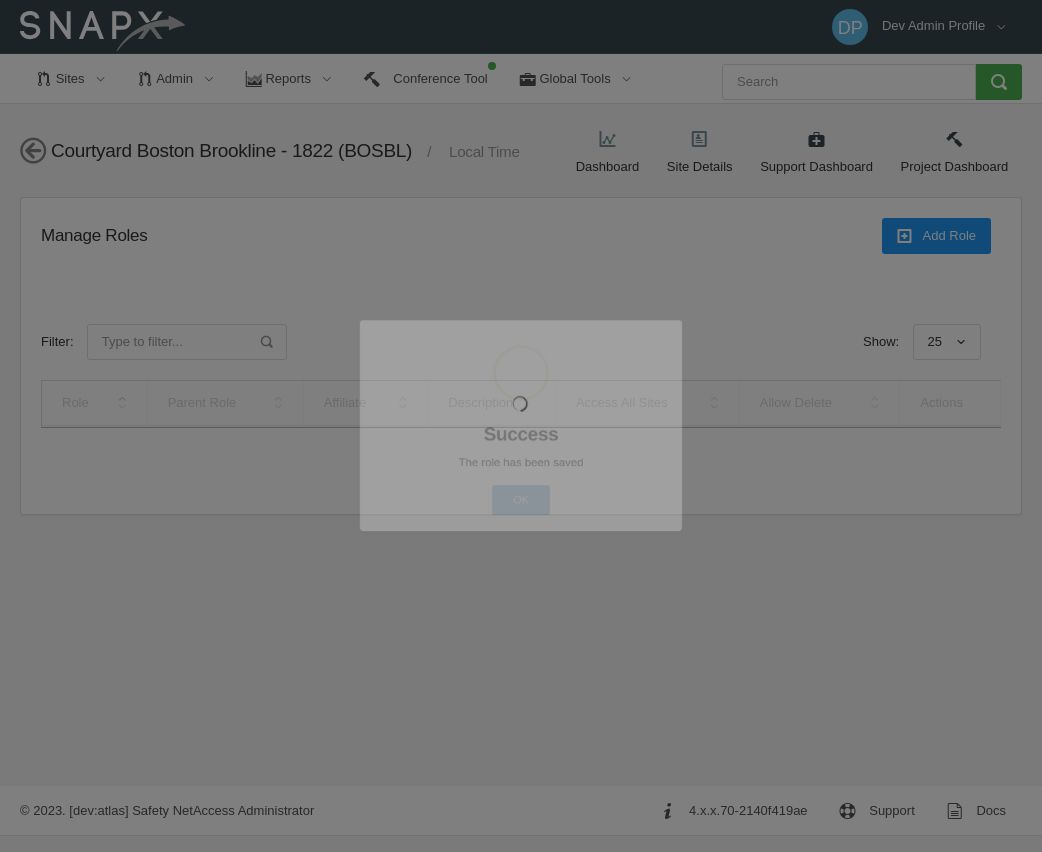 SNAPX
DP Dev Admin Profile
Sites Admin Reports Conference Tool Global Tools Search
Courtyard Boston Brookline - 1822 (BOSBL) / Local Time
Dashboard Site Details Support Dashboard Project Dashboard
Manage Roles Add Role
Filter: Type to filter... Show: 25
Role Parent Role Affiliate Description Access All Sites Allow Delete Actions
Success
The role has been saved
OK
© 2023. [dev:atlas] Safety NetAccess Administrator 4.x.x.70-2140f419ae Support Docs